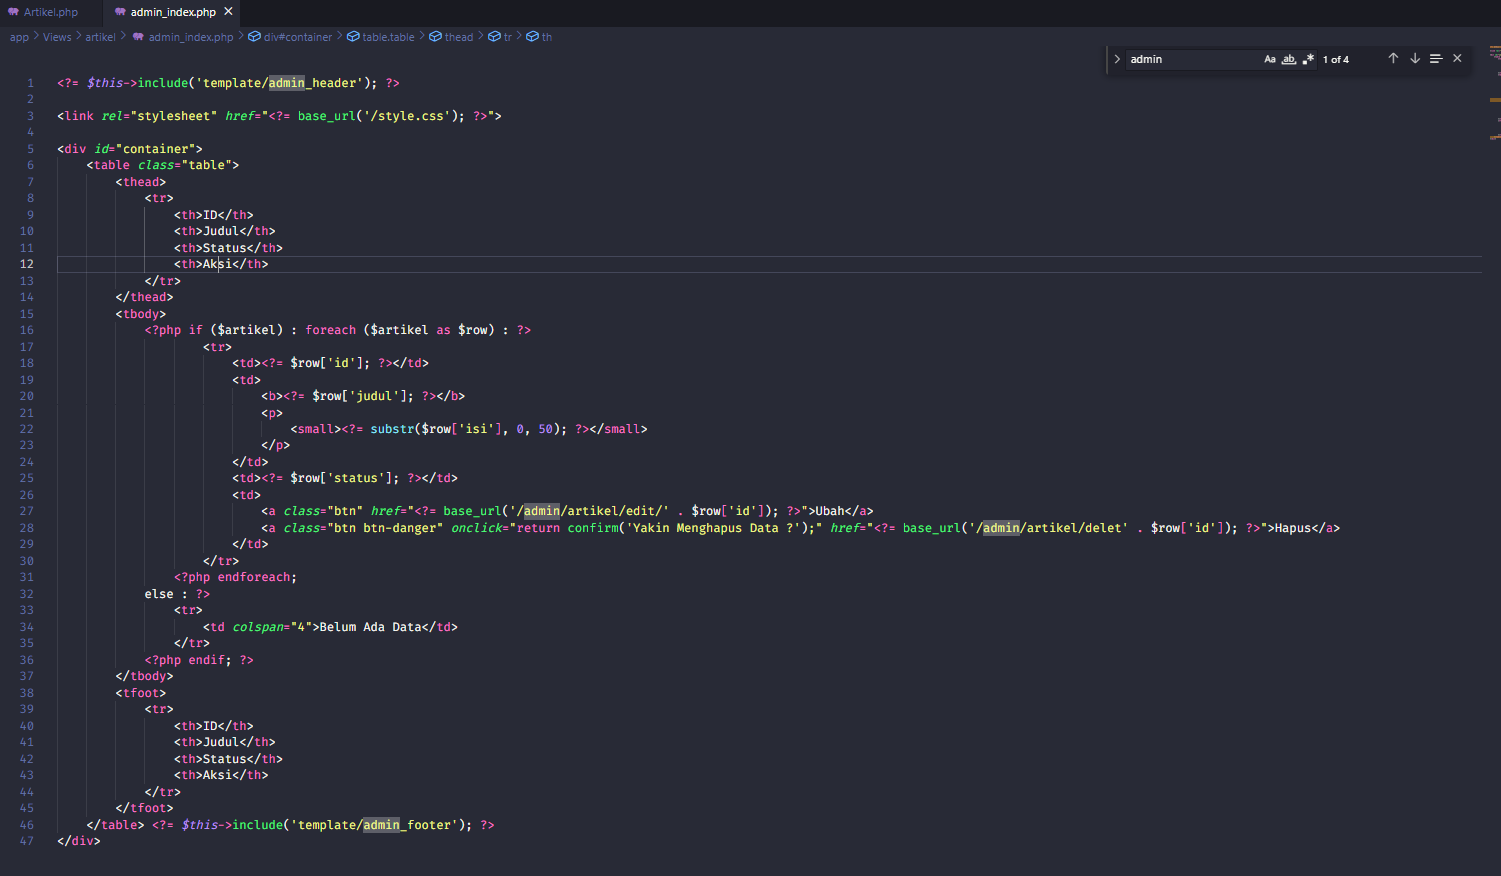 Artikel.php admin_index.php
app > Views > artikel > admin_index.php > div#container > table.table > thead > tr > th
admin Aa ab 1 of 4
1 <?= $this->include('template/admin_header'); ?>
2
3 <link rel="stylesheet" href="<?= base_url('/style.css'); ?>">
4
5 <div id="container">
6 <table class="table">
7 <thead>
8 <tr>
9 <th>ID</th>
10 <th>Judul</th>
11 <th>Status</th>
12 <th>Aksi</th>
13 </tr>
14 </thead>
15 <tbody>
16 <?php if ($artikel) : foreach ($artikel as $row) : ?>
17 <tr>
18 <td><?= $row['id']; ?></td>
19 <td>
20 <b><?= $row['judul']; ?></b>
21 <p>
22 <small><?= substr($row['isi'], 0, 50); ?></small>
23 </p>
24 </td>
25 <td><?= $row['status']; ?></td>
26 <td>
27 <a class="btn" href="<?= base_url('/admin/artikel/edit/' . $row['id']); ?>">Ubah</a>
28 <a class="btn btn-danger" onclick="return confirm('Yakin Menghapus Data ?');" href="<?= base_url('/admin/artikel/delet' . $row['id']); ?>">Hapus</a>
29 </td>
30 </tr>
31 <?php endforeach;
32 else : ?>
33 <tr>
34 <td colspan="4">Belum Ada Data</td>
35 </tr>
36 <?php endif; ?>
37 </tbody>
38 <tfoot>
39 <tr>
40 <th>ID</th>
41 <th>Judul</th>
42 <th>Status</th>
43 <th>Aksi</th>
44 </tr>
45 </tfoot>
46 </table> <?= $this->include('template/admin_footer'); ?>
47 </div>